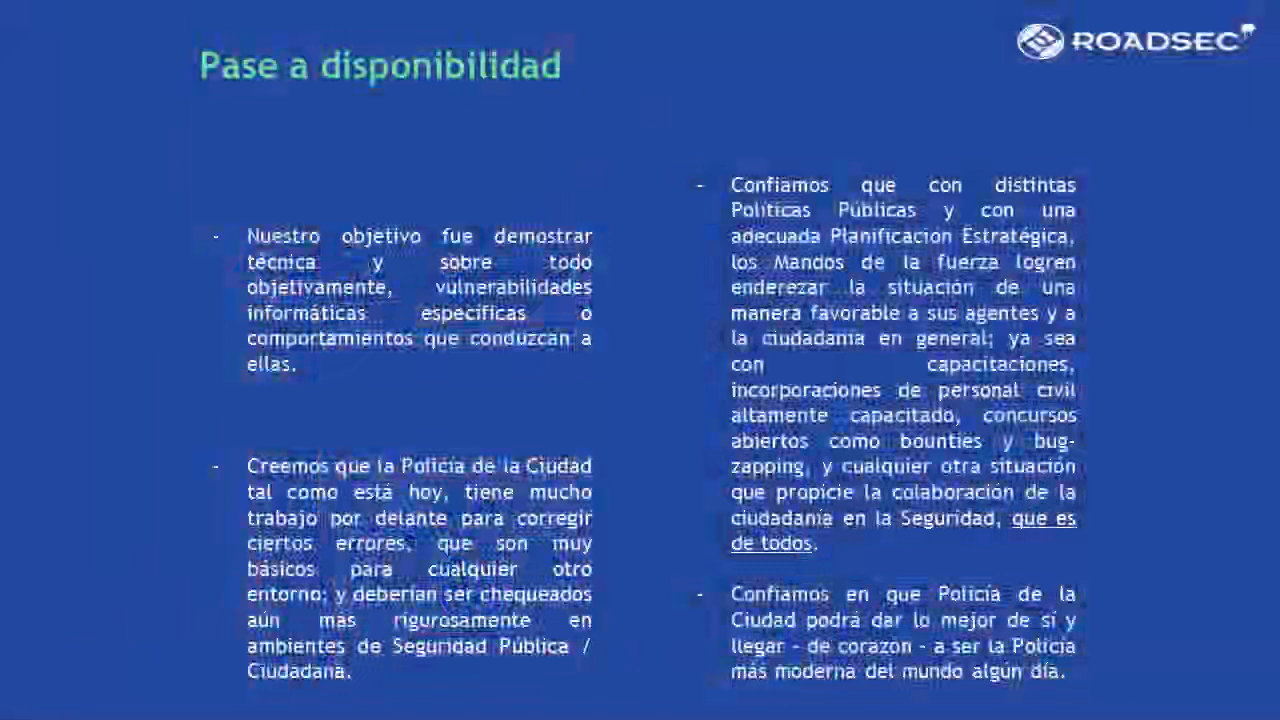 ROADSEC
Pase a disponibilidad
- Nuestro objetivo fue demostrar
técnica y sobre todo
objetivamente, vulnerabilidades
informáticas específicas o
comportamientos que conduzcan a
ellas.
- Creemos que la Policía de la Ciudad
tal como está hoy, tiene mucho
trabajo por delante para corregir
ciertos errores, que son muy
básicos para cualquier otro
entorno; y deberían ser chequeados
aún más rigurosamente en
ambientes de Seguridad Pública /
Ciudadana.
- Confiamos que con distintas
Políticas Públicas y con una
adecuada Planificación Estratégica,
los Mandos de la fuerza logren
enderezar la situación de una
manera favorable a sus agentes y a
la ciudadanía en general; ya sea
con capacitaciones,
incorporaciones de personal civil
altamente capacitado, concursos
abiertos como bounties y bug-
zapping, y cualquier otra situación
que propicie la colaboración de la
ciudadanía en la Seguridad, que es
de todos.
- Confiamos en que Policía de la
Ciudad podrá dar lo mejor de sí y
llegar - de corazón - a ser la Policía
más moderna del mundo algún día.